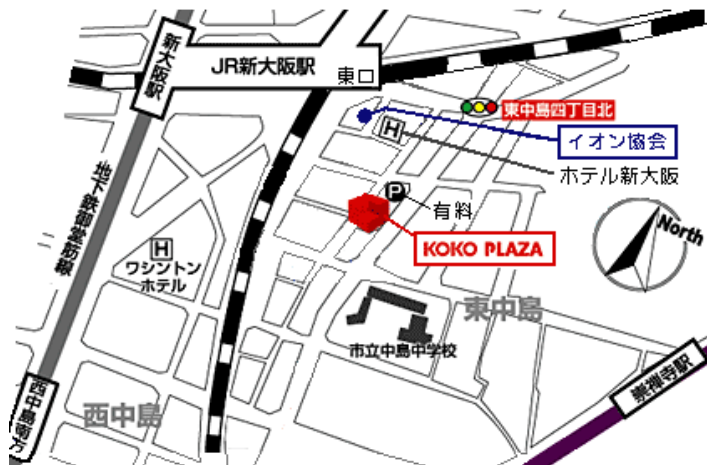 新大阪駅
JR新大阪駅
東口
東中島四丁目北
イオン協会
H
ホテル新大阪
P
有料
KOKO PLAZA
North
地下鉄御堂筋線
H
ワシントン
ホテル
東中島
市立中島中学校
崇禅寺駅
西中島南方
西中島